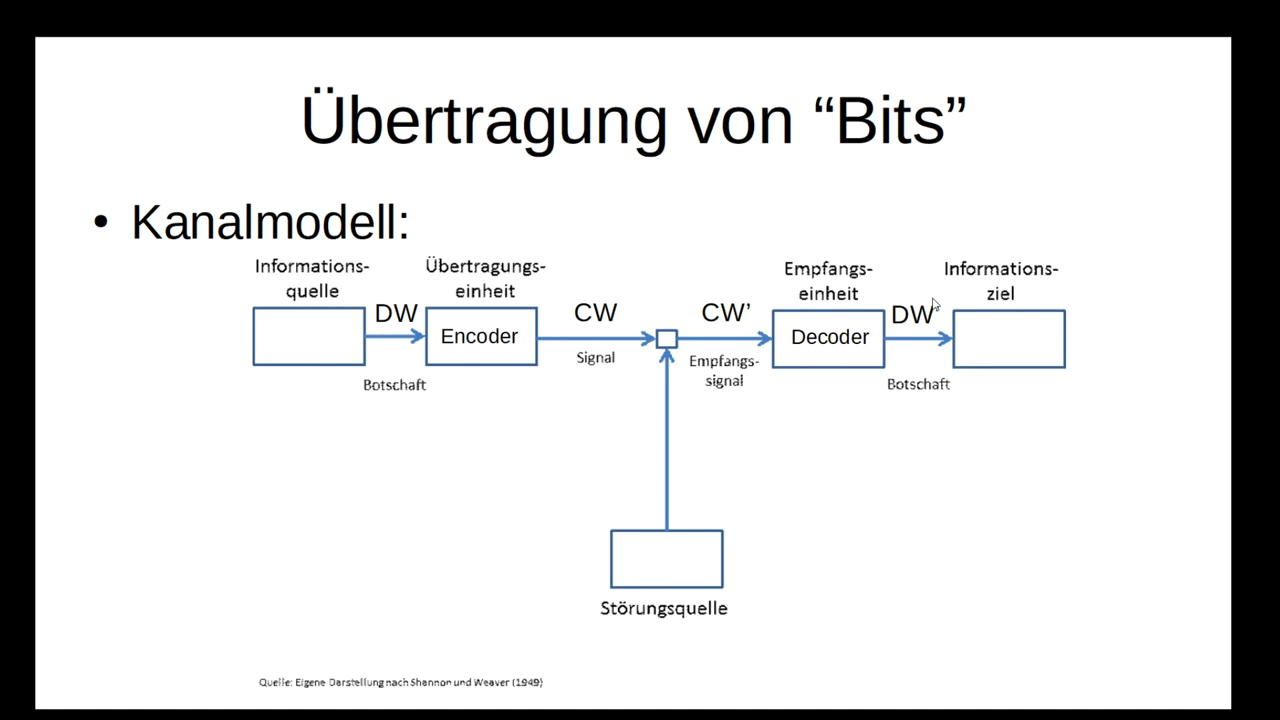 Übertragung von “Bits”
• Kanalmodell:
Informations-
quelle
Übertragungs-
einheit
Empfangs-
einheit
Informations-
ziel
DW
Encoder
CW
CW’
Decoder
DW’
Botschaft
Signal
Empfangs-
signal
Botschaft
Störungsquelle
Quelle: Eigene Darstellung nach Shannon und Weaver (1949)